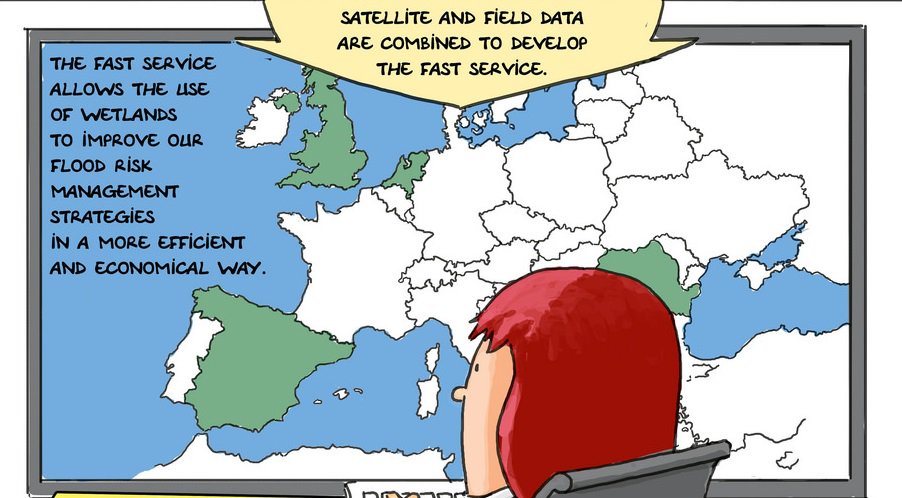 SATELLITE AND FIELD DATA
ARE COMBINED TO DEVELOP
THE FAST SERVICE.
THE FAST SERVICE
ALLOWS THE USE
OF WETLANDS
TO IMPROVE OUR
FLOOD RISK
MANAGEMENT
STRATEGIES
IN A MORE EFFICIENT
AND ECONOMICAL WAY.